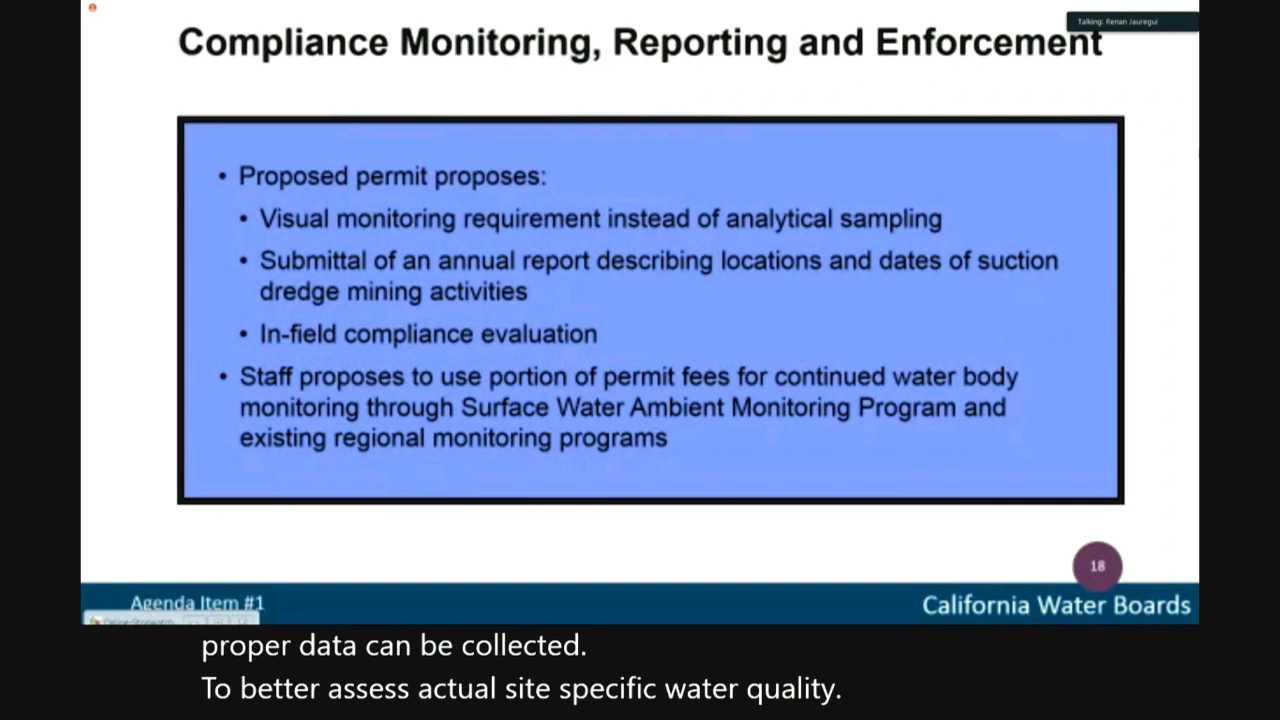 Talking: Renan Jauregui
Compliance Monitoring, Reporting and Enforcement
• Proposed permit proposes:
• Visual monitoring requirement instead of analytical sampling
• Submittal of an annual report describing locations and dates of suction
dredge mining activities
• In-field compliance evaluation
• Staff proposes to use portion of permit fees for continued water body
monitoring through Surface Water Ambient Monitoring Program and
existing regional monitoring programs
18
Agenda Item #1
California Water Boards
proper data can be collected.
To better assess actual site specific water quality.